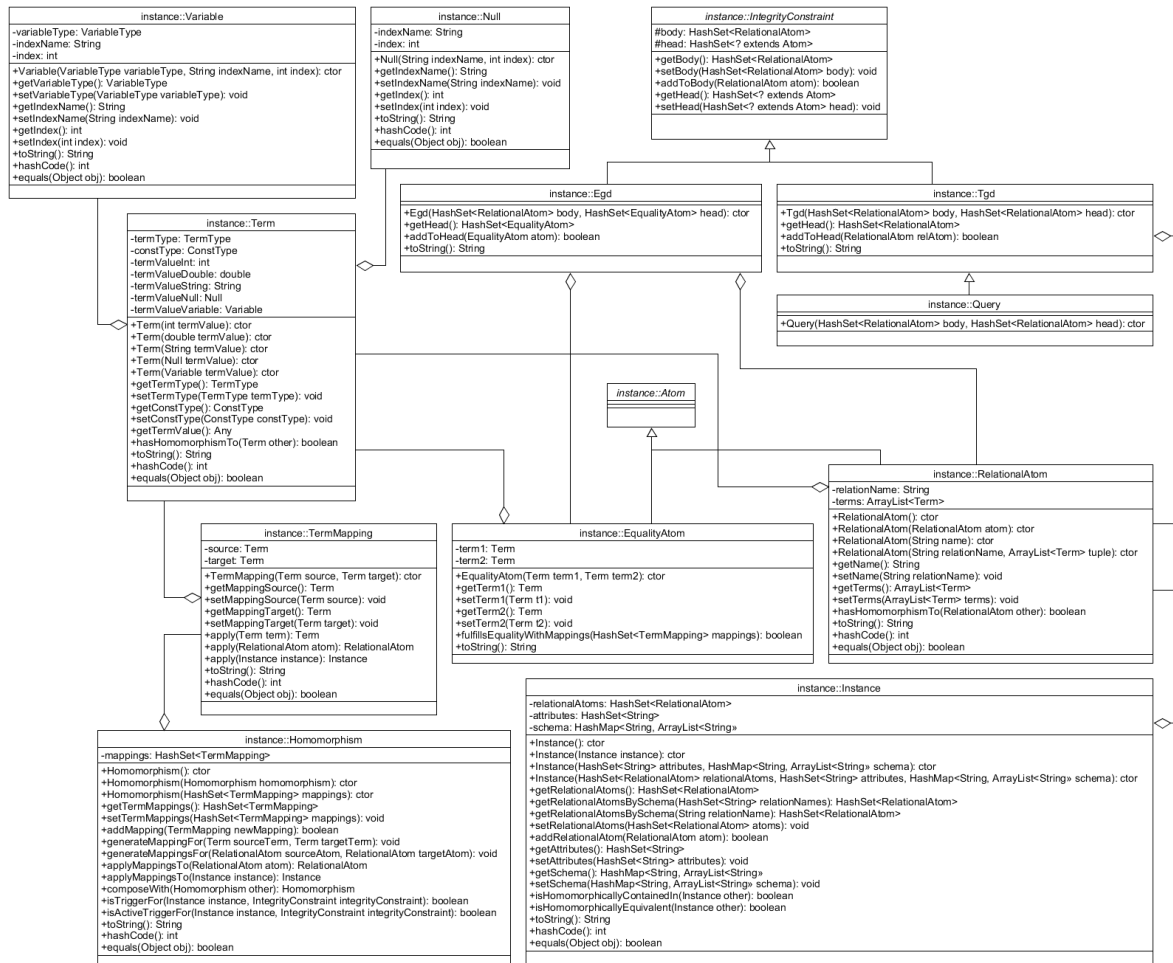 instance::Variable
-variableType: VariableType
-indexName: String
-index: int
+Variable(VariableType variableType, String indexName, int index): ctor
+getVariableType(): VariableType
+setVariableType(VariableType variableType): void
+getIndexName(): String
+setIndexName(String indexName): void
+getIndex(): int
+setIndex(int index): void
+toString(): String
+hashCode(): int
+equals(Object obj): boolean
instance::Null
-indexName: String
-index: int
+Null(String indexName, int index): ctor
+getIndexName(): String
+setIndexName(String indexName): void
+getIndex(): int
+setIndex(int index): void
+toString(): String
+hashCode(): int
+equals(Object obj): boolean
instance::IntegrityConstraint
#body: HashSet<RelationalAtom>
#head: HashSet<? extends Atom>
+getBody(): HashSet<RelationalAtom>
+setBody(HashSet<RelationalAtom> body): void
+addToBody(RelationalAtom atom): boolean
+getHead(): HashSet<? extends Atom>
+setHead(HashSet<? extends Atom> head): void
instance::Egd
+Egd(HashSet<RelationalAtom> body, HashSet<EqualityAtom> head): ctor
+getHead(): HashSet<EqualityAtom>
+addToHead(EqualityAtom atom): boolean
+toString(): String
instance::Tgd
+Tgd(HashSet<RelationalAtom> body, HashSet<RelationalAtom> head): ctor
+getHead(): HashSet<RelationalAtom>
+addToHead(RelationalAtom relAtom): boolean
+toString(): String
instance::Query
+Query(HashSet<RelationalAtom> body, HashSet<RelationalAtom> head): ctor
instance::Term
-termType: TermType
-constType: ConstType
-termValueInt: int
-termValueDouble: double
-termValueString: String
-termValueNull: Null
-termValueVariable: Variable
+Term(int termValue): ctor
+Term(double termValue): ctor
+Term(String termValue): ctor
+Term(Null termValue): ctor
+Term(Variable termValue): ctor
+getTermType(): TermType
+setTermType(TermType termType): void
+getConstType(): ConstType
+setConstType(ConstType constType): void
+getTermValue(): Any
+hasHomomorphismTo(Term other): boolean
+toString(): String
+hashCode(): int
+equals(Object obj): boolean
instance::Atom
instance::RelationalAtom
-relationName: String
-terms: ArrayList<Term>
+RelationalAtom(): ctor
+RelationalAtom(RelationalAtom atom): ctor
+RelationalAtom(String name): ctor
+RelationalAtom(String relationName, ArrayList<Term> tuple): ctor
+getName(): String
+setName(String relationName): void
+getTerms(): ArrayList<Term>
+setTerms(ArrayList<Term> terms): void
+hasHomomorphismTo(RelationalAtom other): boolean
+toString(): String
+hashCode(): int
+equals(Object obj): boolean
instance::TermMapping
-source: Term
-target: Term
+TermMapping(Term source, Term target): ctor
+getMappingSource(): Term
+setMappingSource(Term source): void
+getMappingTarget(): Term
+setMappingTarget(Term target): void
+apply(Term term): Term
+apply(RelationalAtom atom): RelationalAtom
+apply(Instance instance): Instance
+toString(): String
+hashCode(): int
+equals(Object obj): boolean
instance::EqualityAtom
-term1: Term
-term2: Term
+EqualityAtom(Term term1, Term term2): ctor
+getTerm1(): Term
+setTerm1(Term t1): void
+getTerm2(): Term
+setTerm2(Term t2): void
+fulfillsEqualityWithMappings(HashSet<TermMapping> mappings): boolean
+toString(): String
instance::Homomorphism
-mappings: HashSet<TermMapping>
+Homomorphism(): ctor
+Homomorphism(Homomorphism homomorphism): ctor
+Homomorphism(HashSet<TermMapping> mappings): ctor
+getTermMappings(): HashSet<TermMapping>
+setTermMappings(HashSet<TermMapping> mappings): void
+addMapping(TermMapping newMapping): boolean
+generateMappingFor(Term sourceTerm, Term targetTerm): void
+generateMappingsFor(RelationalAtom sourceAtom, RelationalAtom targetAtom): void
+applyMappingsTo(RelationalAtom atom): RelationalAtom
+applyMappingsTo(Instance instance): Instance
+composeWith(Homomorphism other): Homomorphism
+isTriggerFor(Instance instance, IntegrityConstraint integrityConstraint): boolean
+isActiveTriggerFor(Instance instance, IntegrityConstraint integrityConstraint): boolean
+toString(): String
+hashCode(): int
+equals(Object obj): boolean
instance::Instance
-relationalAtoms: HashSet<RelationalAtom>
-attributes: HashSet<String>
-schema: HashMap<String, ArrayList<String»
+Instance(): ctor
+Instance(Instance instance): ctor
+Instance(HashSet<String> attributes, HashMap<String, ArrayList<String» schema): ctor
+Instance(HashSet<RelationalAtom> relationalAtoms, HashSet<String> attributes, HashMap<String, ArrayList<String» schema): ctor
+getRelationalAtoms(): HashSet<RelationalAtom>
+getRelationalAtomsBySchema(HashSet<String> relationNames): HashSet<RelationalAtom>
+getRelationalAtomsBySchema(String relationName): HashSet<RelationalAtom>
+setRelationalAtoms(HashSet<RelationalAtom> atoms): void
+addRelationalAtom(RelationalAtom atom): boolean
+getAttributes(): HashSet<String>
+setAttributes(HashSet<String> attributes): void
+getSchema(): HashMap<String, ArrayList<String»
+setSchema(HashMap<String, ArrayList<String» schema): void
+isHomomorphicallyContainedIn(Instance other): boolean
+isHomomorphicallyEquivalent(Instance other): boolean
+toString(): String
+hashCode(): int
+equals(Object obj): boolean